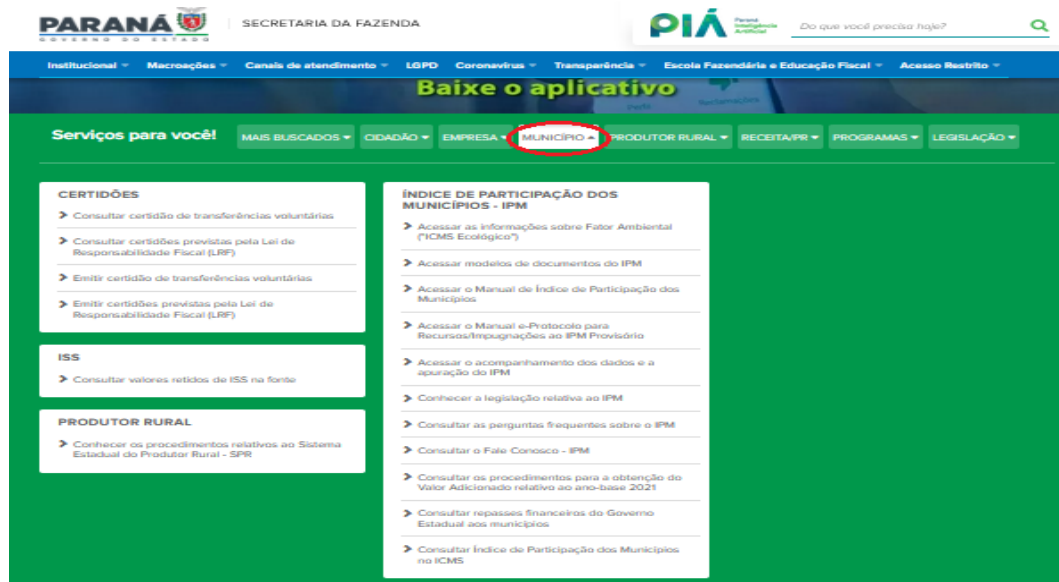 PARANÁ
GOVERNO DO ESTADO
SECRETARIA DA FAZENDA
PIÁ Paraná Inteligência Artificial
Do que você precisa hoje?
Institucional Macroações Canais de atendimento LGPD Coronavírus Transparência Escola Fazendária e Educação Fiscal Acesso Restrito
Baixe o aplicativo
Reclamações
Serviços para você! MAIS BUSCADOS CIDADÃO EMPRESA MUNICÍPIO PRODUTOR RURAL RECEITA/PR PROGRAMAS LEGISLAÇÃO
CERTIDÕES
Consultar certidão de transferências voluntárias
Consultar certidões previstas pela Lei de
Responsabilidade Fiscal (LRF)
Emitir certidão de transferências voluntárias
Emitir certidões previstas pela Lei de
Responsabilidade Fiscal (LRF)
ISS
Consultar valores retidos de ISS na fonte
PRODUTOR RURAL
Conhecer os procedimentos relativos ao Sistema
Estadual do Produtor Rural - SPR
ÍNDICE DE PARTICIPAÇÃO DOS
MUNICÍPIOS - IPM
Acessar as informações sobre Fator Ambiental
("ICMS Ecológico")
Acessar modelos de documentos do IPM
Acessar o Manual de Índice de Participação dos
Municípios
Acessar o Manual e-Protocolo para
Recursos/Impugnações ao IPM Provisório
Acessar o acompanhamento dos dados e a
apuração do IPM
Conhecer a legislação relativa ao IPM
Consultar as perguntas frequentes sobre o IPM
Consultar o Fale Conosco - IPM
Consultar os procedimentos para a obtenção do
Valor Adicionado relativo ao ano-base 2021
Consultar repasses financeiros do Governo
Estadual aos municípios
Consultar Índice de Participação dos Municípios
no ICMS